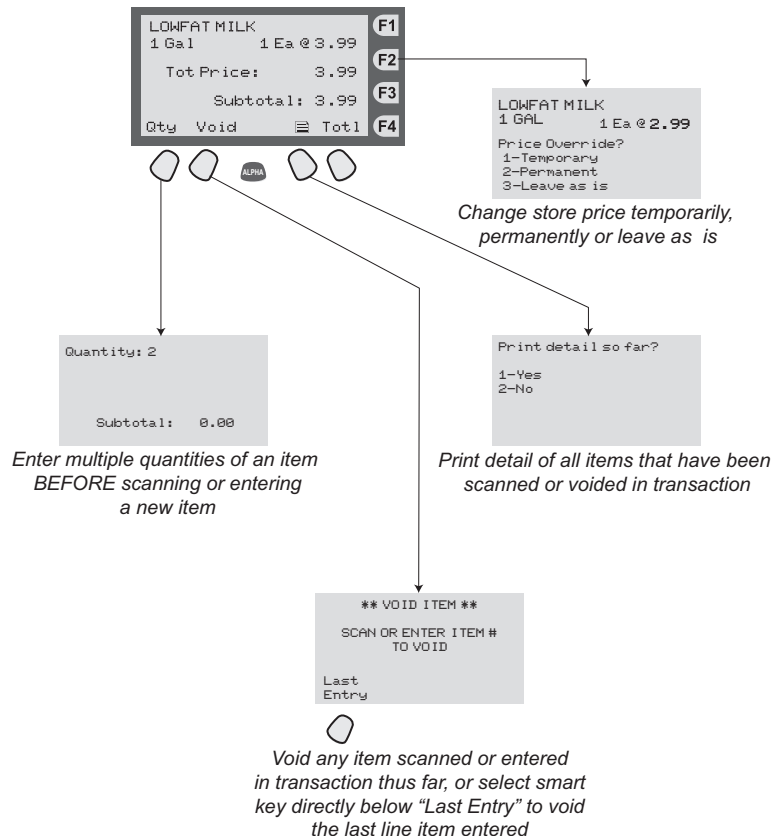 LOWFAT MILK
1 Gal 1 Ea @ 3.99
Tot Price: 3.99
Subtotal: 3.99
Qty Void Totl
F1
F2
F3
F4
ALPHA
LOWFAT MILK
1 GAL 1 Ea @ 2.99
Price Override?
1-Temporary
2-Permanent
3-Leave as is
Change store price temporarily,
permanently or leave as is
Quantity: 2
Subtotal: 0.00
Enter multiple quantities of an item
BEFORE scanning or entering
a new item
Print detail so far?
1-Yes
2-No
Print detail of all items that have been
scanned or voided in transaction
** VOID ITEM **
SCAN OR ENTER ITEM #
TO VOID
Last
Entry
Void any item scanned or entered
in transaction thus far, or select smart
key directly below “Last Entry” to void
the last line item entered